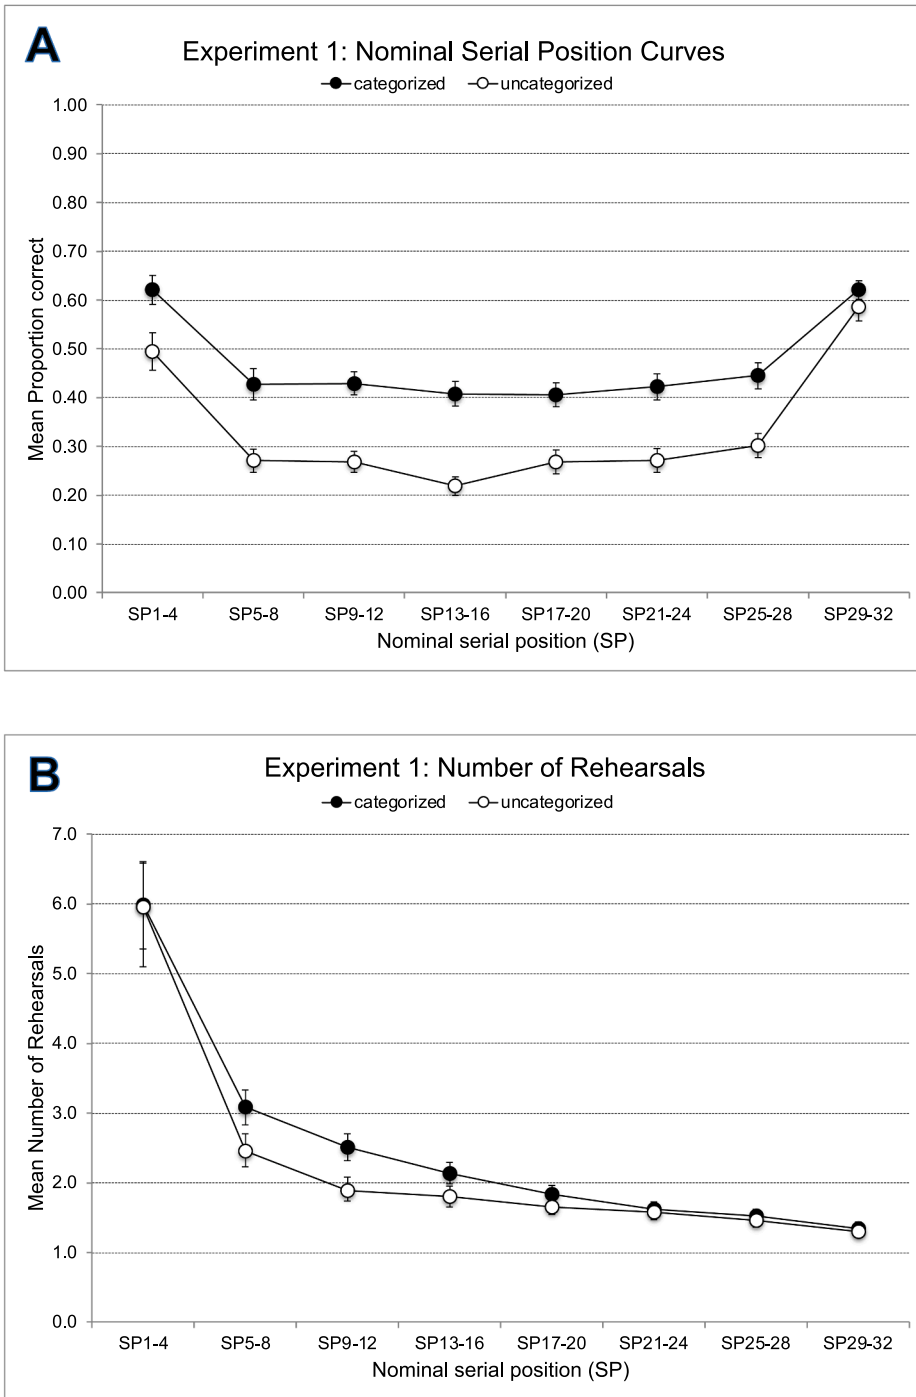 A
Experiment 1: Nominal Serial Position Curves
categorized uncategorized
1.00
0.90
0.80
0.70
0.60
0.50
0.40
0.30
0.20
0.10
0.00
Mean Proportion correct
SP1-4 SP5-8 SP9-12 SP13-16 SP17-20 SP21-24 SP25-28 SP29-32
Nominal serial position (SP)
B
Experiment 1: Number of Rehearsals
categorized uncategorized
7.0
6.0
5.0
4.0
3.0
2.0
1.0
0.0
Mean Number of Rehearsals
SP1-4 SP5-8 SP9-12 SP13-16 SP17-20 SP21-24 SP25-28 SP29-32
Nominal serial position (SP)